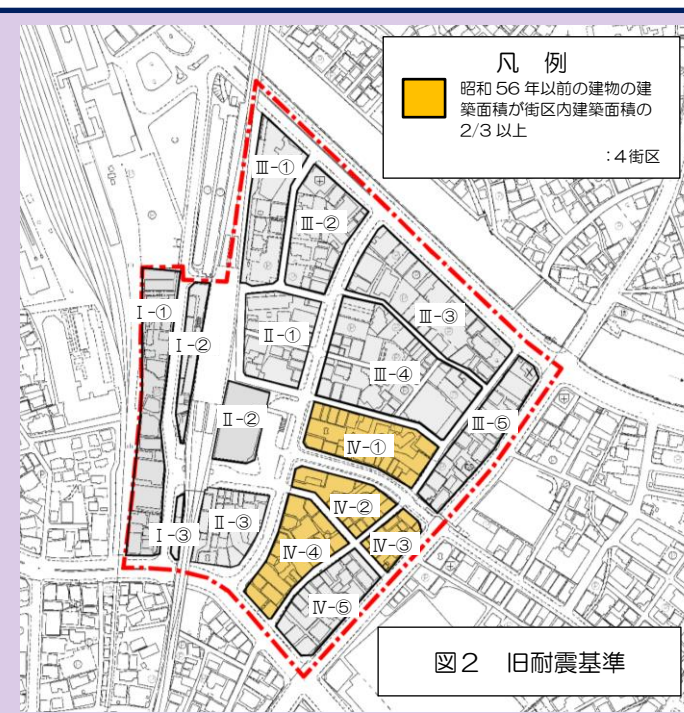 凡 例
昭和 56 年以前の建物の建
築面積が街区内建築面積の
2/3 以上
：4街区
Ⅲ-①
Ⅲ-②
Ⅰ-①
Ⅰ-②
Ⅱ-①
Ⅲ-③
Ⅲ-④
Ⅱ-②
Ⅲ-⑤
Ⅳ-①
Ⅳ-②
Ⅰ-③
Ⅱ-③
Ⅳ-④
Ⅳ-③
Ⅳ-⑤
図2 旧耐震基準